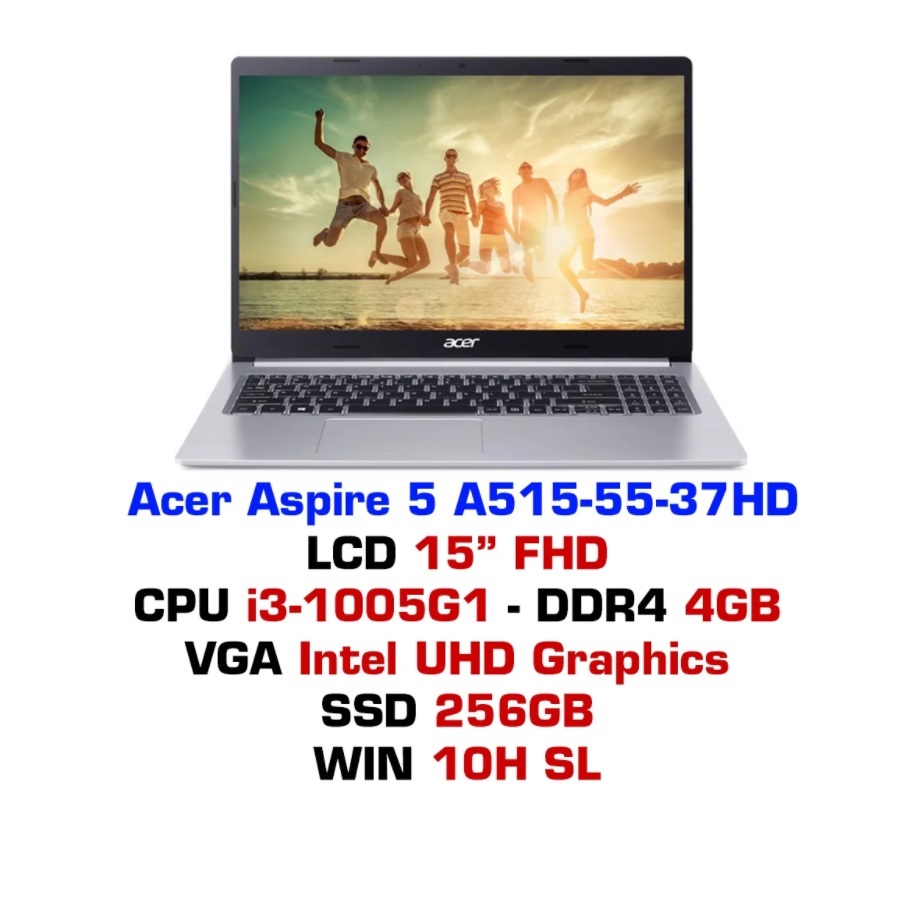 acer
Acer Aspire 5 A515-55-37HD
LCD 15” FHD
CPU i3-1005G1 - DDR4 4GB
VGA Intel UHD Graphics
SSD 256GB
WIN 10H SL